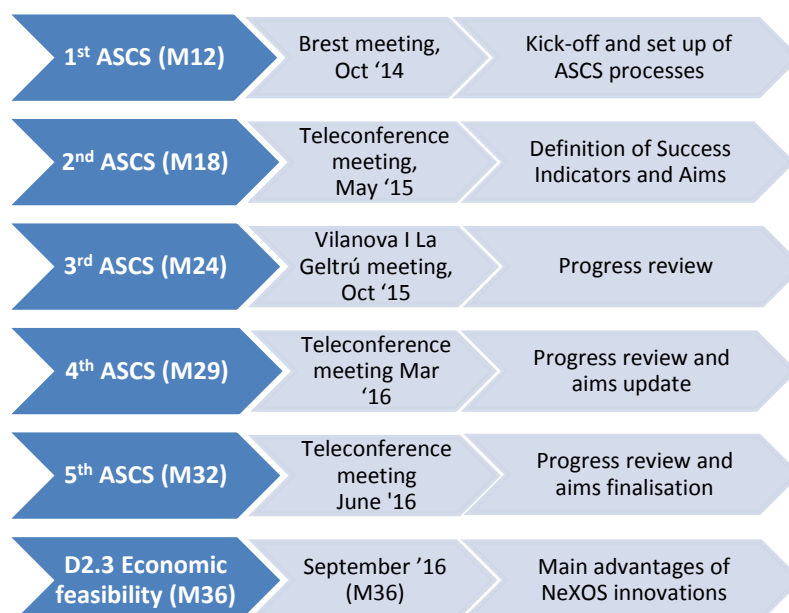 1st ASCS (M12)
Brest meeting,
Oct ‘14
Kick-off and set up of
ASCS processes
2nd ASCS (M18)
Teleconference
meeting,
May ‘15
Definition of Success
Indicators and Aims
3rd ASCS (M24)
Vilanova I La
Geltrú meeting,
Oct ‘15
Progress review
4th ASCS (M29)
Teleconference
meeting Mar
‘16
Progress review and
aims update
5th ASCS (M32)
Teleconference
meeting
June '16
Progress review and
aims finalisation
D2.3 Economic
feasibility (M36)
September ’16
(M36)
Main advantages of
NeXOS innovations